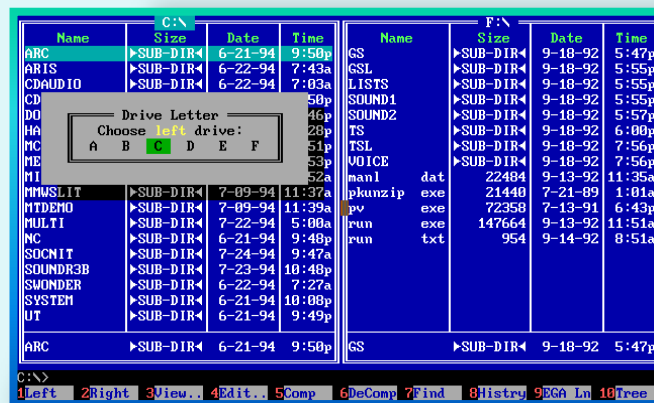 C:\ F:\
Name Size Date Time Name Size Date Time
ARC ►SUB-DIR◄ 6-21-94 9:50p GS ►SUB-DIR◄ 9-18-92 5:47p
ARIS ►SUB-DIR◄ 6-22-94 7:43a GSL ►SUB-DIR◄ 9-18-92 5:55p
CDAUDIO ►SUB-DIR◄ 6-22-94 7:03a LISTS ►SUB-DIR◄ 9-18-92 5:55p
CD 50p SOUND1 ►SUB-DIR◄ 9-18-92 5:55p
DO Drive Letter 46p SOUND2 ►SUB-DIR◄ 9-18-92 5:57p
HA Choose left drive: 28p TS ►SUB-DIR◄ 9-18-92 6:00p
MC A B C D E F 51p TSL ►SUB-DIR◄ 9-18-92 7:56p
ME 53p VOICE ►SUB-DIR◄ 9-18-92 7:56p
MI 52a manl dat 22484 9-13-92 11:35a
MMWSLIT ►SUB-DIR◄ 7-09-94 11:37a pkunzip exe 21440 7-21-89 1:01a
MTDEMO ►SUB-DIR◄ 7-09-94 11:39a pv exe 72358 7-13-91 6:43p
MULTI ►SUB-DIR◄ 7-22-94 5:00a run exe 147664 9-13-92 11:51a
NC ►SUB-DIR◄ 6-21-94 9:48p run txt 954 9-14-92 8:51a
SOCNIT ►SUB-DIR◄ 7-24-94 9:47a
SOUNDR3B ►SUB-DIR◄ 7-23-94 10:48p
SWONDER ►SUB-DIR◄ 6-22-94 7:27a
SYSTEM ►SUB-DIR◄ 6-21-94 10:08p
UT ►SUB-DIR◄ 6-21-94 9:49p
ARC ►SUB-DIR◄ 6-21-94 9:50p GS ►SUB-DIR◄ 9-18-92 5:47p
C:\>
1Left 2Right 3View.. 4Edit.. 5Comp 6DeComp 7Find 8Histry 9EGA Ln 10Tree